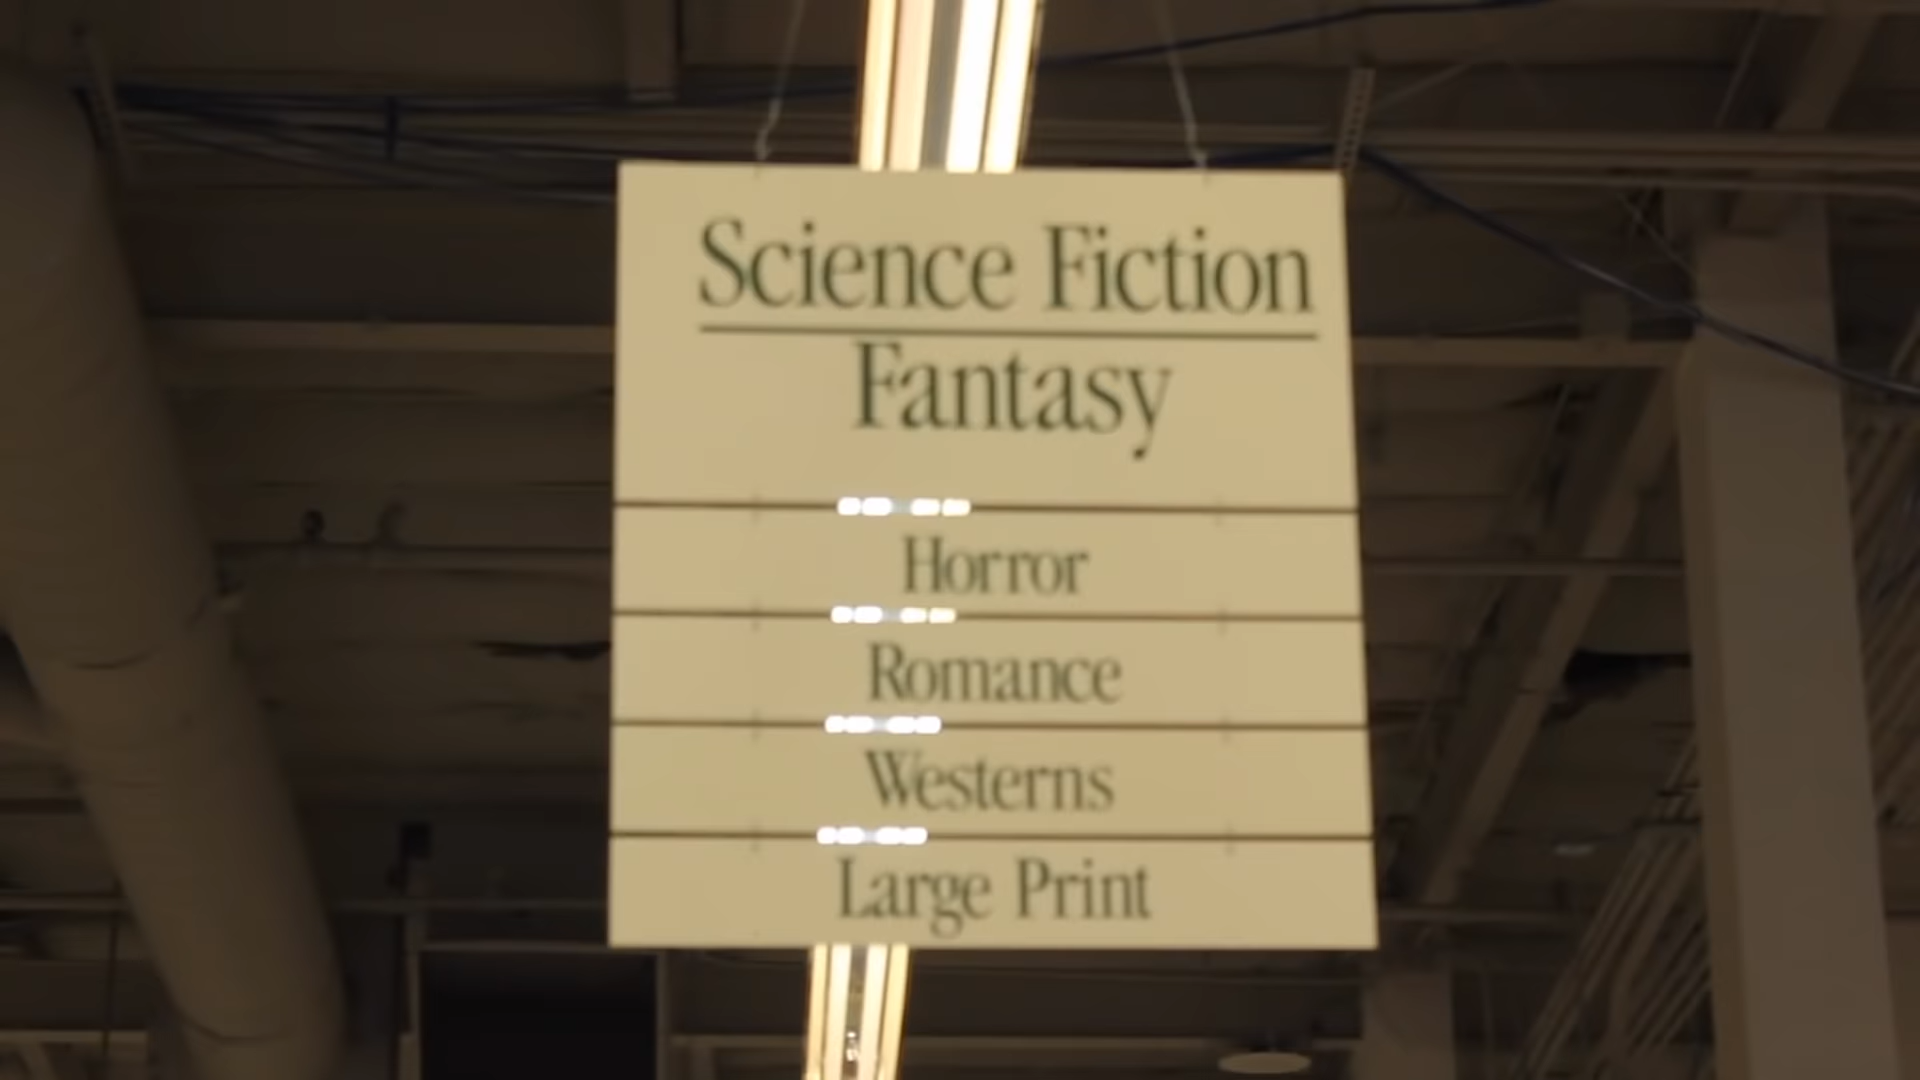 Science Fiction
Fantasy
Horror
Romance
Westerns
Large Print